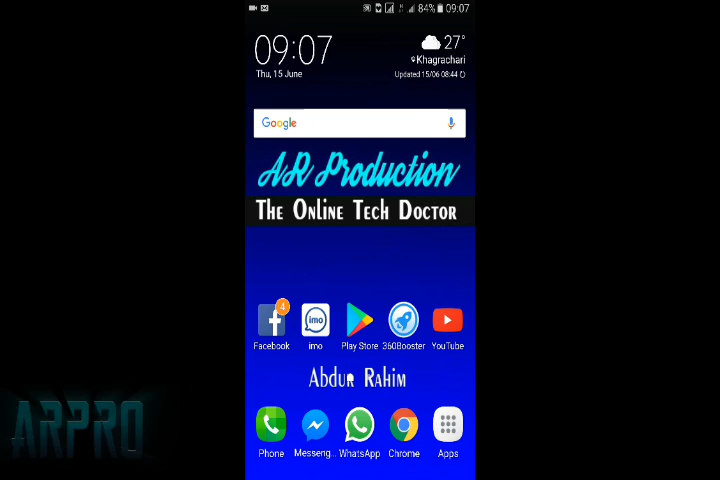 84% 09:07
09:07
27°
Khagrachari
Thu, 15 June
Updated 15/06 08:44
Google
AR Production
The Online Tech Doctor
4
imo
Facebook
imo
Play Store
360Booster
YouTube
Abdur Rahim
ARPRO
Phone
Messeng...
WhatsApp
Chrome
Apps